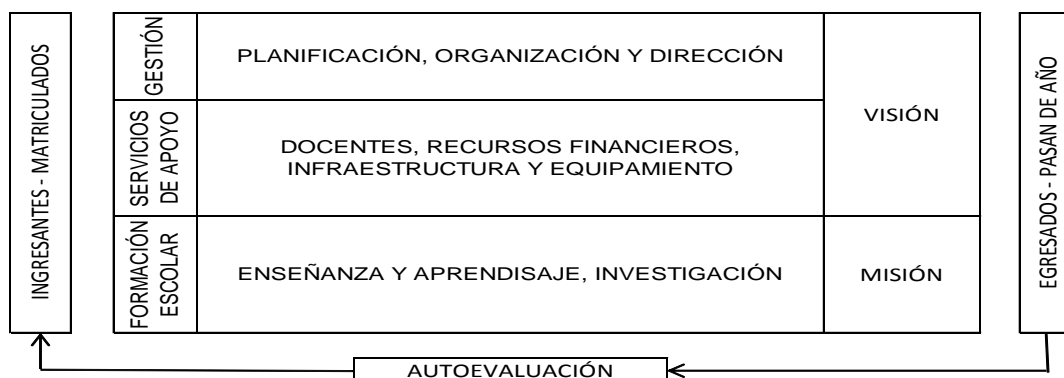 INGRESANTES - MATRICULADOS
GESTIÓN
PLANIFICACIÓN, ORGANIZACIÓN Y DIRECCIÓN
VISIÓN
SERVICIOS
DE APOYO
DOCENTES, RECURSOS FINANCIEROS,
INFRAESTRUCTURA Y EQUIPAMIENTO
FORMACIÓN
ESCOLAR
ENSEÑANZA Y APRENDISAJE, INVESTIGACIÓN
MISIÓN
EGRESADOS - PASAN DE AÑO
AUTOEVALUACIÓN